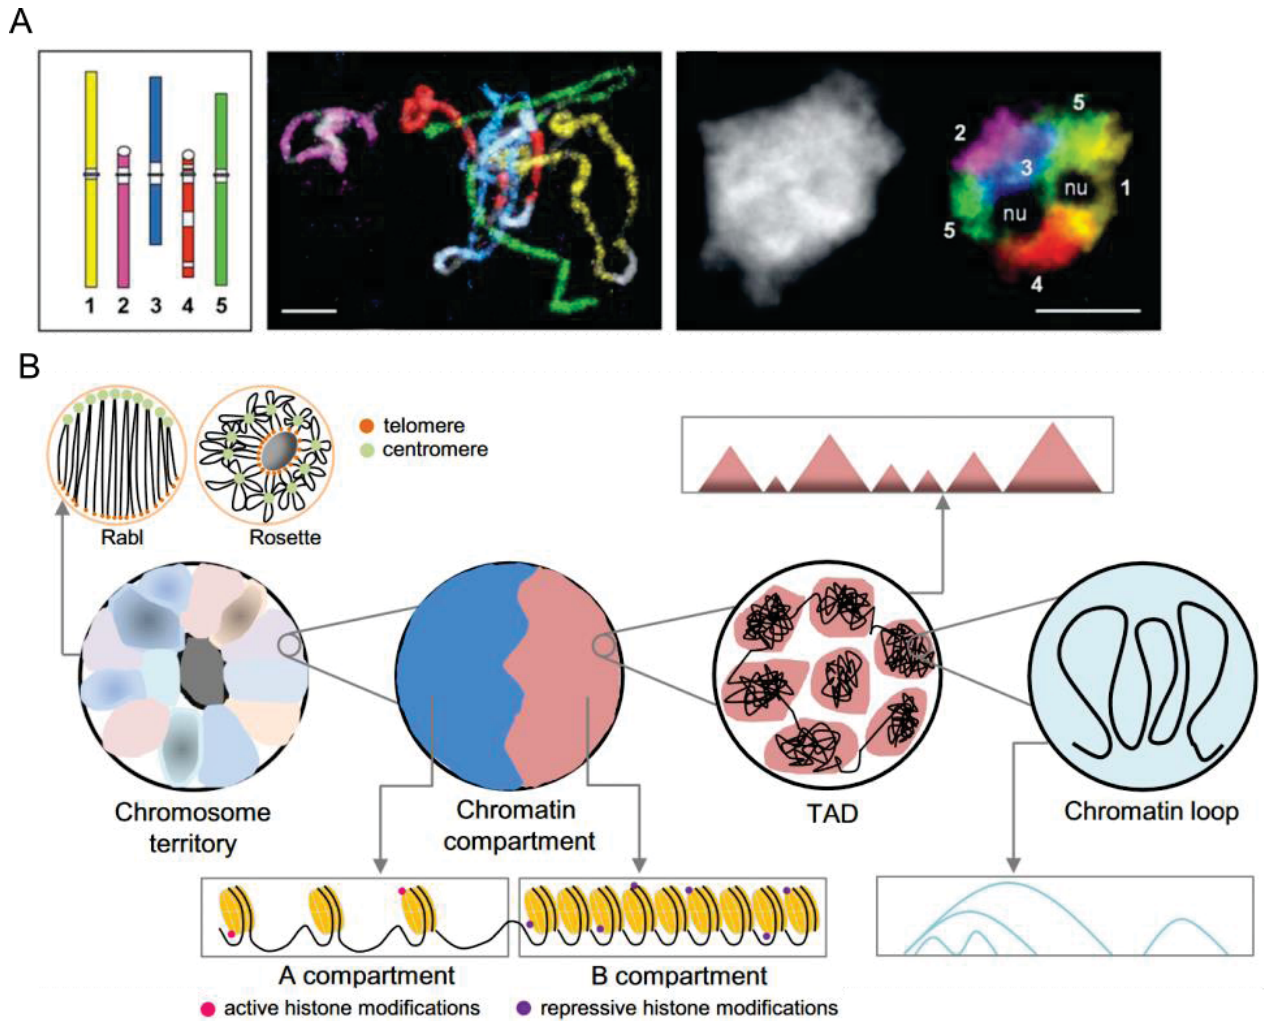 A
1 2 3 4 5
2
5
3
nu
1
nu
5
4
B
telomere
centromere
Rabl
Rosette
Chromosome
territory
Chromatin
compartment
TAD
Chromatin loop
A compartment
B compartment
active histone modifications
repressive histone modifications